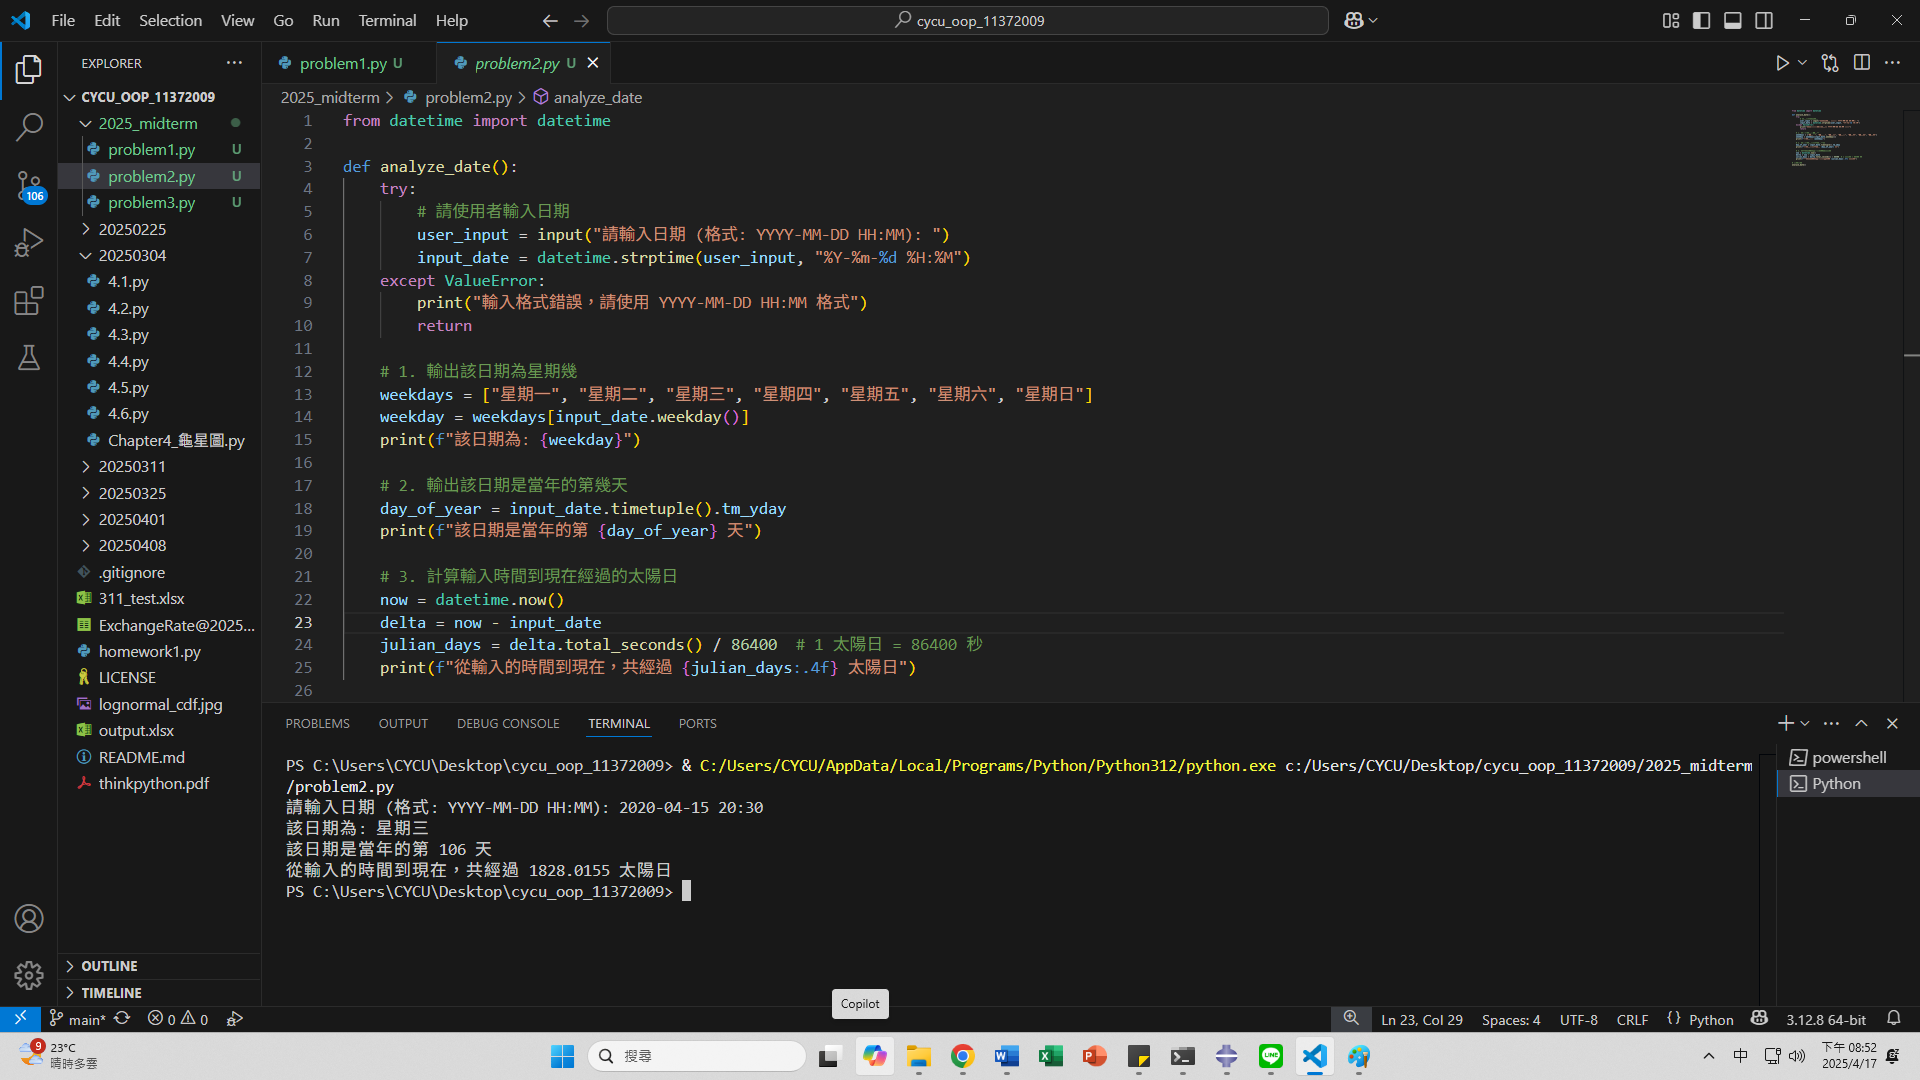 File Edit Selection View Go Run Terminal Help
cycu_oop_11372009
EXPLORER
CYCU_OOP_11372009
2025_midterm
problem1.py U
problem2.py U
problem3.py U
20250225
20250304
4.1.py
4.2.py
4.3.py
4.4.py
4.5.py
4.6.py
Chapter4_龜星圖.py
20250311
20250325
20250401
20250408
.gitignore
311_test.xlsx
ExchangeRate@2025...
homework1.py
LICENSE
lognormal_cdf.jpg
output.xlsx
README.md
thinkpython.pdf
OUTLINE
TIMELINE
106
problem1.py U
problem2.py U
2025_midterm > problem2.py > analyze_date
1 from datetime import datetime
2
3 def analyze_date():
4 try:
5 # 請使用者輸入日期
6 user_input = input("請輸入日期 (格式: YYYY-MM-DD HH:MM): ")
7 input_date = datetime.strptime(user_input, "%Y-%m-%d %H:%M")
8 except ValueError:
9 print("輸入格式錯誤，請使用 YYYY-MM-DD HH:MM 格式")
10 return
11
12 # 1. 輸出該日期為星期幾
13 weekdays = ["星期一", "星期二", "星期三", "星期四", "星期五", "星期六", "星期日"]
14 weekday = weekdays[input_date.weekday()]
15 print(f"該日期為: {weekday}")
16
17 # 2. 輸出該日期是當年的第幾天
18 day_of_year = input_date.timetuple().tm_yday
19 print(f"該日期是當年的第 {day_of_year} 天")
20
21 # 3. 計算輸入時間到現在經過的太陽日
22 now = datetime.now()
23 delta = now - input_date
24 julian_days = delta.total_seconds() / 86400 # 1 太陽日 = 86400 秒
25 print(f"從輸入的時間到現在，共經過 {julian_days:.4f} 太陽日")
26
PROBLEMS OUTPUT DEBUG CONSOLE TERMINAL PORTS
PS C:\Users\CYCU\Desktop\cycu_oop_11372009> & C:/Users/CYCU/AppData/Local/Programs/Python/Python312/python.exe c:/Users/CYCU/Desktop/cycu_oop_11372009/2025_midterm
/problem2.py
請輸入日期 (格式: YYYY-MM-DD HH:MM): 2020-04-15 20:30
該日期為: 星期三
該日期是當年的第 106 天
從輸入的時間到現在，共經過 1828.0155 太陽日
PS C:\Users\CYCU\Desktop\cycu_oop_11372009>
powershell
Python
Copilot
main* 0 0
Ln 23, Col 29 Spaces: 4 UTF-8 CRLF {} Python 3.12.8 64-bit
9
23°C
晴時多雲
搜尋
中
下午 08:52
2025/4/17